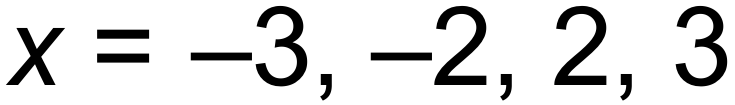 x = –3, –2, 2, 3